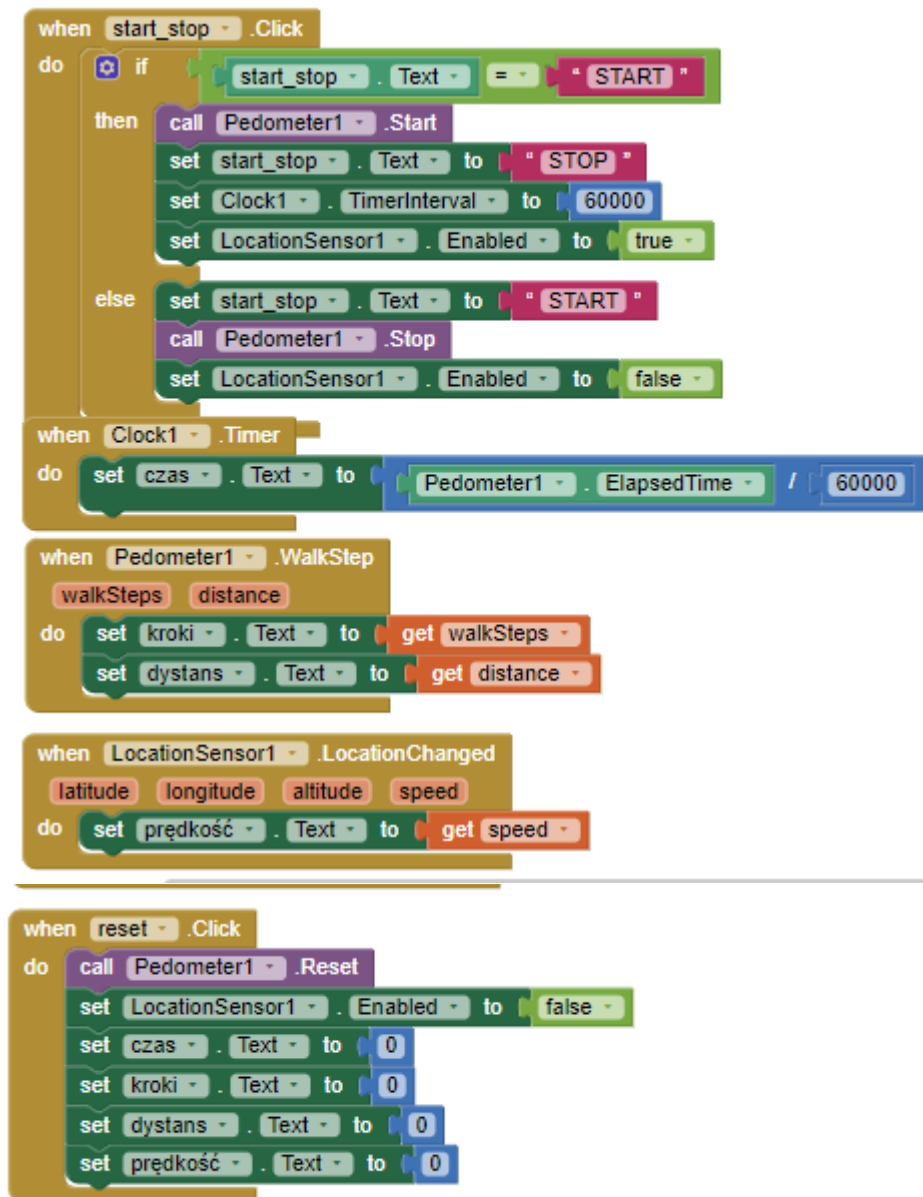 when start_stop .Click
do if start_stop . Text = " START "
then call Pedometer1 .Start
set start_stop . Text to " STOP "
set Clock1 . TimerInterval to 60000
set LocationSensor1 . Enabled to true
else set start_stop . Text to " START "
call Pedometer1 .Stop
set LocationSensor1 . Enabled to false
when Clock1 .Timer
do set czas . Text to Pedometer1 . ElapsedTime / 60000
when Pedometer1 .WalkStep
walkSteps distance
do set kroki . Text to get walkSteps
set dystans . Text to get distance
when LocationSensor1 .LocationChanged
latitude longitude altitude speed
do set prędkość . Text to get speed
when reset .Click
do call Pedometer1 .Reset
set LocationSensor1 . Enabled to false
set czas . Text to 0
set kroki . Text to 0
set dystans . Text to 0
set prędkość . Text to 0